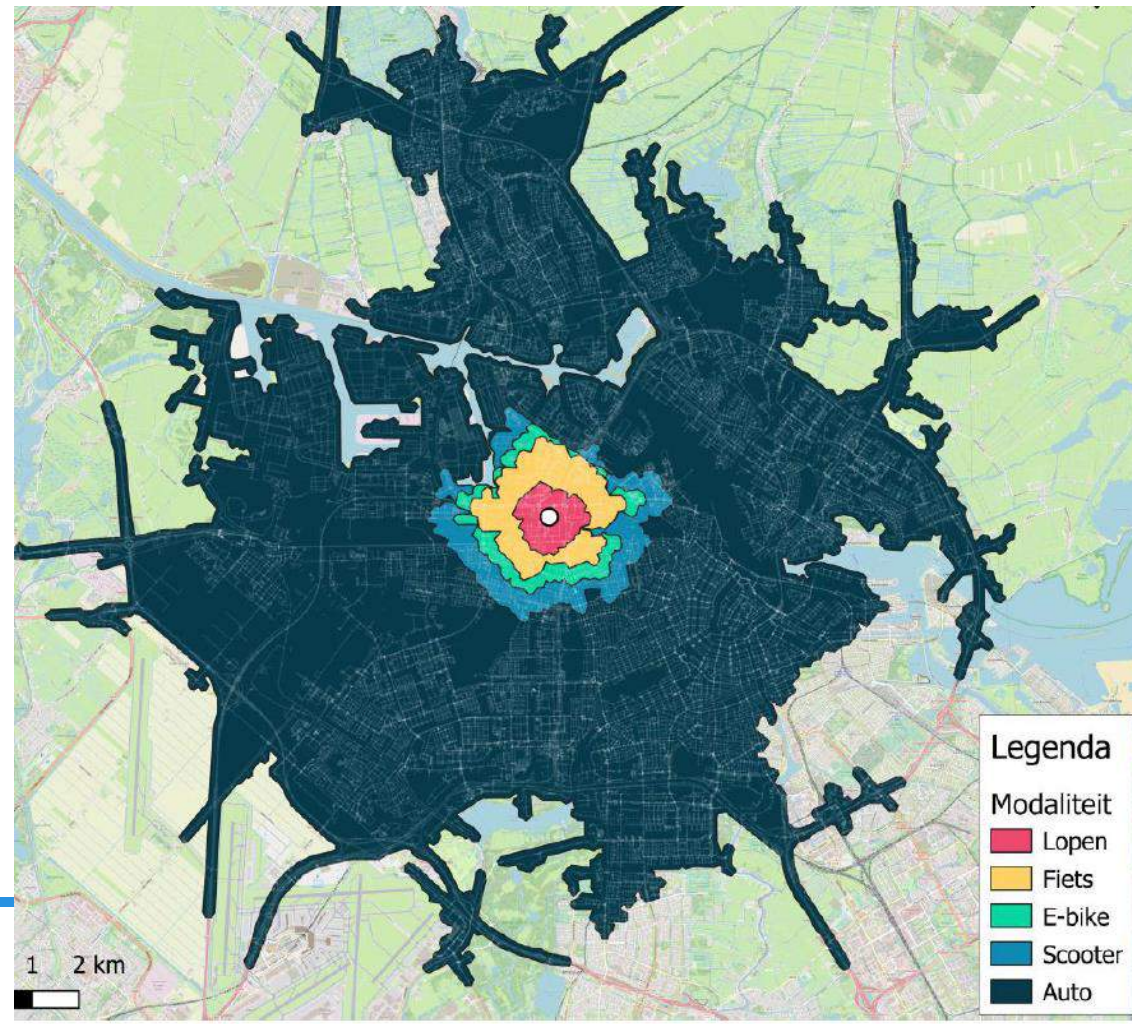 Legenda
Modaliteit
Lopen
Fiets
E-bike
Scooter
Auto
1 2 km